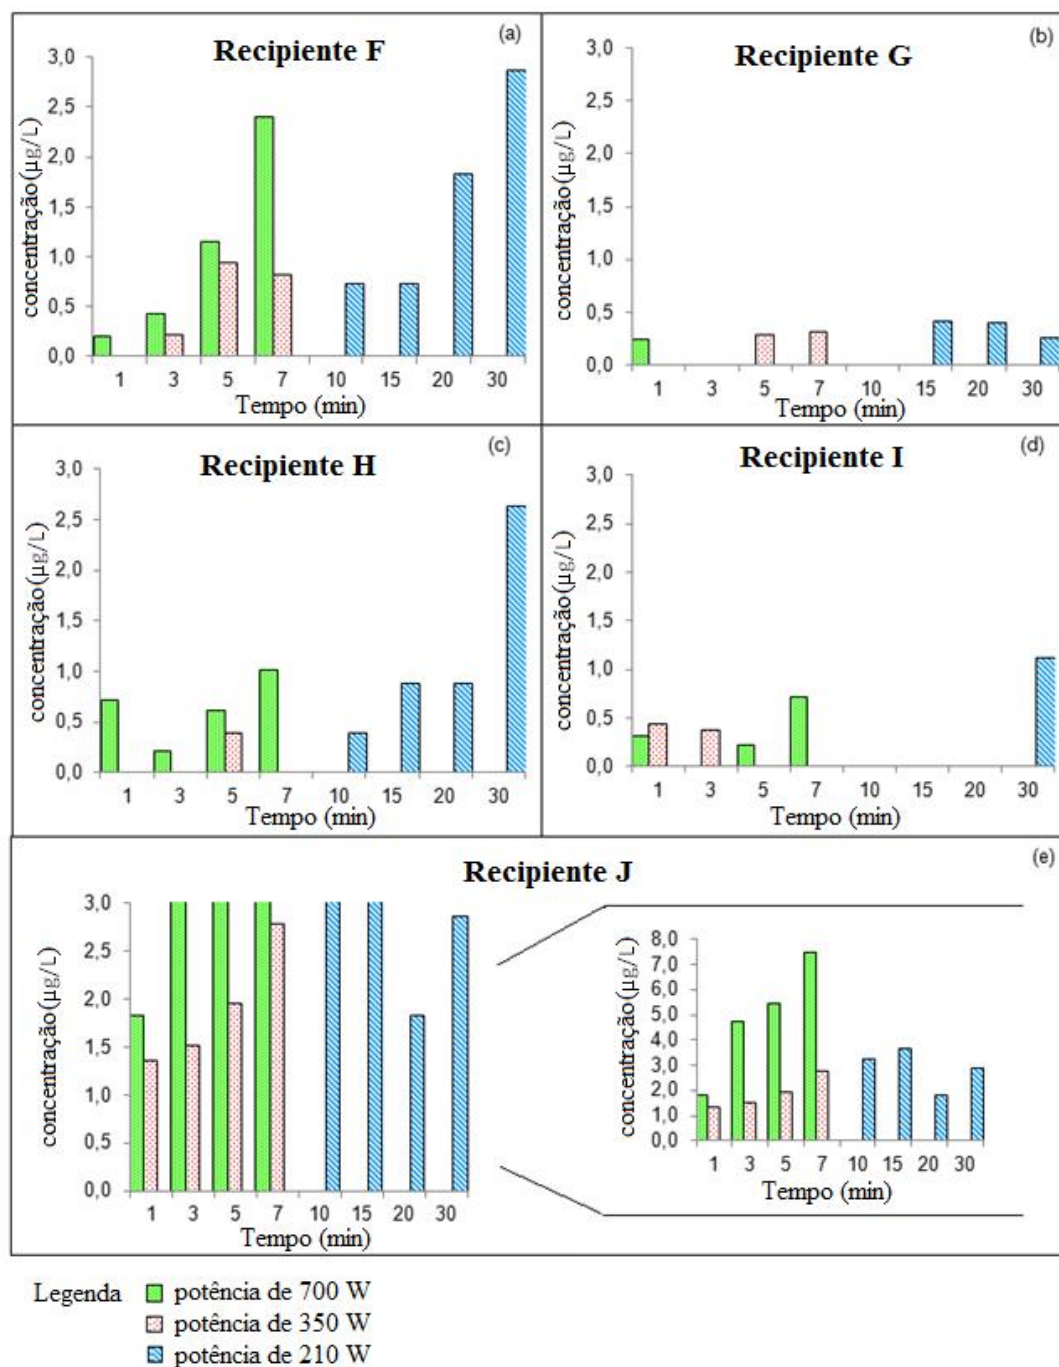 (a)
Recipiente F
concentração(µg/L)
3,0
2,5
2,0
1,5
1,0
0,5
0,0
1 3 5 7 10 15 20 30
Tempo (min)
(b)
Recipiente G
concentração(µg/L)
3,0
2,5
2,0
1,5
1,0
0,5
0,0
1 3 5 7 10 15 20 30
Tempo (min)
(c)
Recipiente H
concentração(µg/L)
3,0
2,5
2,0
1,5
1,0
0,5
0,0
1 3 5 7 10 15 20 30
Tempo (min)
(d)
Recipiente I
concentração(µg/L)
3,0
2,5
2,0
1,5
1,0
0,5
0,0
1 3 5 7 10 15 20 30
Tempo (min)
(e)
Recipiente J
concentração(µg/L)
3,0
2,5
2,0
1,5
1,0
0,5
0,0
1 3 5 7 10 15 20 30
Tempo (min)
concentração(µg/L)
8,0
7,0
6,0
5,0
4,0
3,0
2,0
1,0
0,0
1 3 5 7 10 15 20 30
Tempo (min)
Legenda
potência de 700 W
potência de 350 W
potência de 210 W